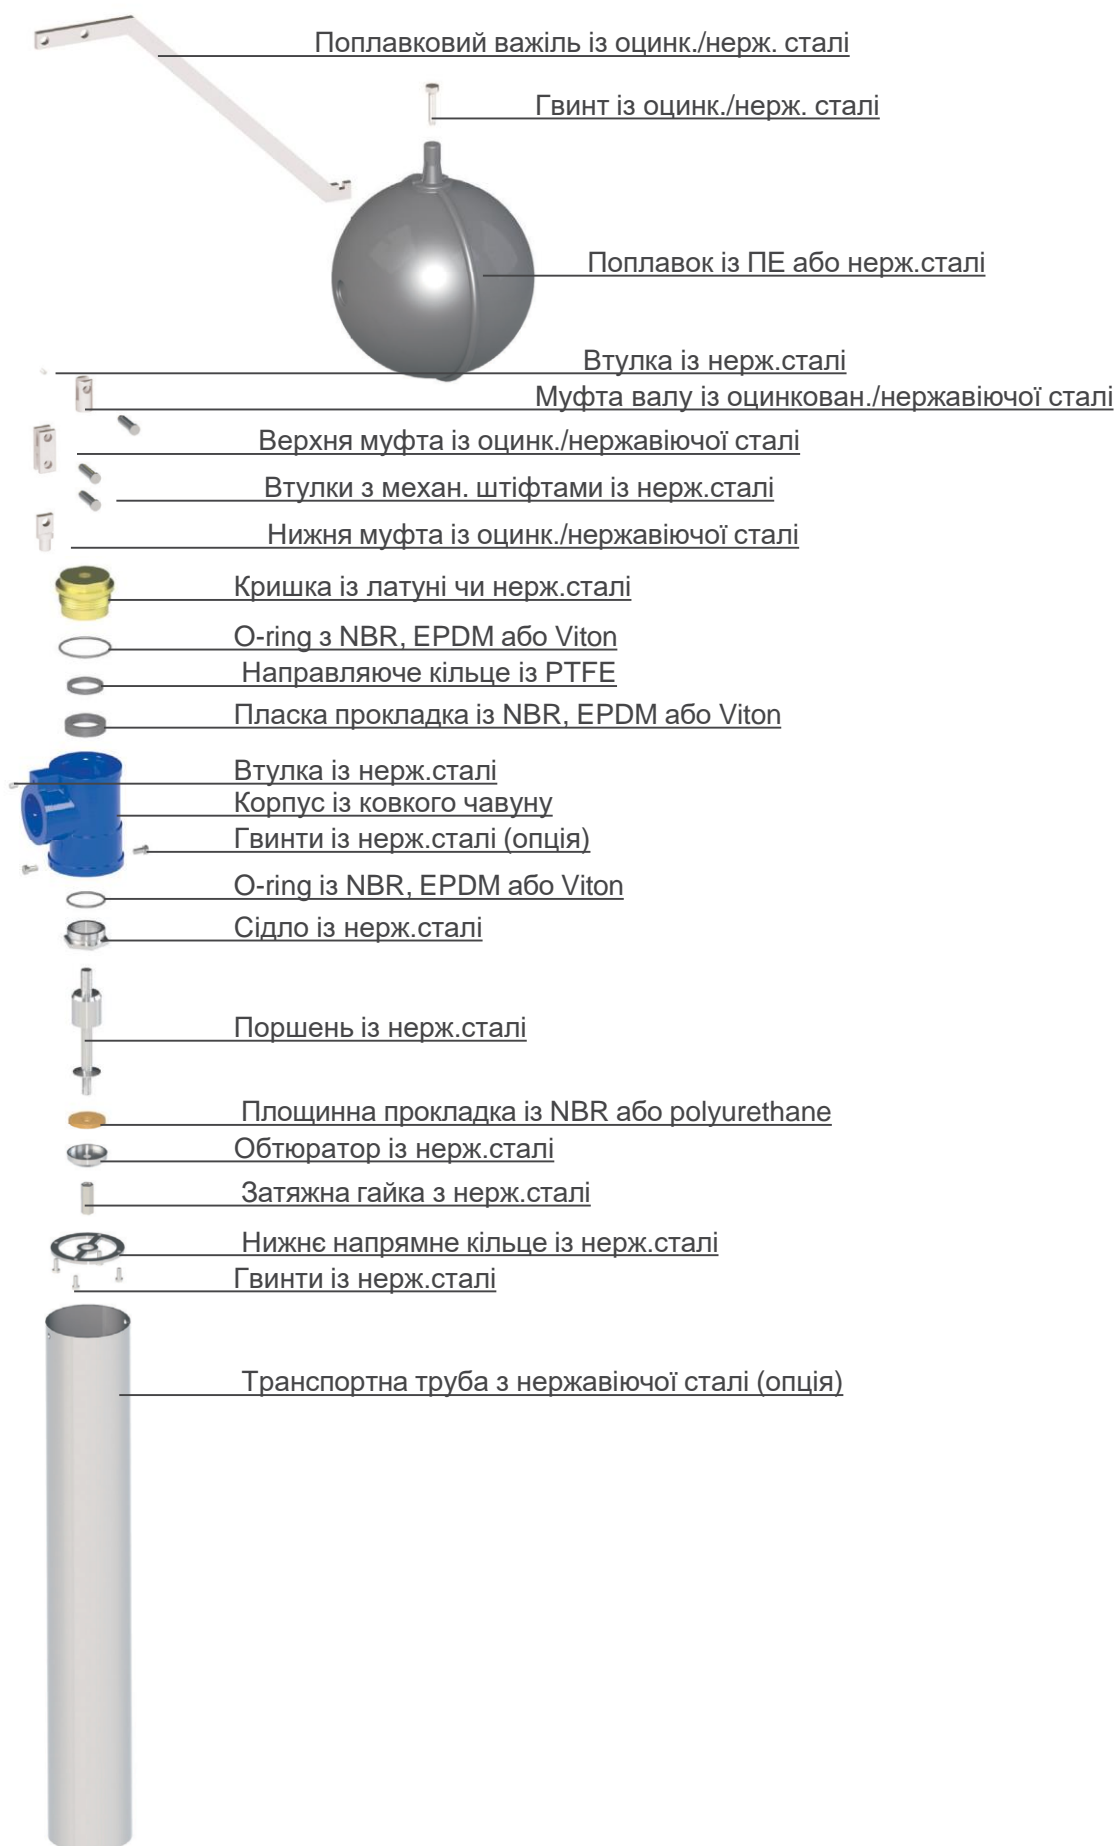 Поплавковий важіль із оцинк./нерж. сталі
Гвинт із оцинк./нерж. сталі
Поплавок із ПЕ або нерж.сталі
Втулка із нерж.сталі
Муфта валу із оцинкован./нержавіючої сталі
Верхня муфта із оцинк./нержавіючої сталі
Втулки з механ. штіфтами із нерж.сталі
Нижня муфта із оцинк./нержавіючої сталі
Кришка із латуні чи нерж.сталі
O-ring з NBR, EPDM або Viton
Направляюче кільце із PTFE
Пласка прокладка із NBR, EPDM або Viton
Втулка із нерж.сталі
Корпус із ковкого чавуну
Гвинти із нерж.сталі (опція)
O-ring із NBR, EPDM або Viton
Сідло із нерж.сталі
Поршень із нерж.сталі
Площинна прокладка із NBR або polyurethane
Обтюратор із нерж.сталі
Затяжна гайка з нерж.сталі
Нижнє напрямне кільце із нерж.сталі
Гвинти із нерж.сталі
Транспортна труба з нержавіючої сталі (опція)